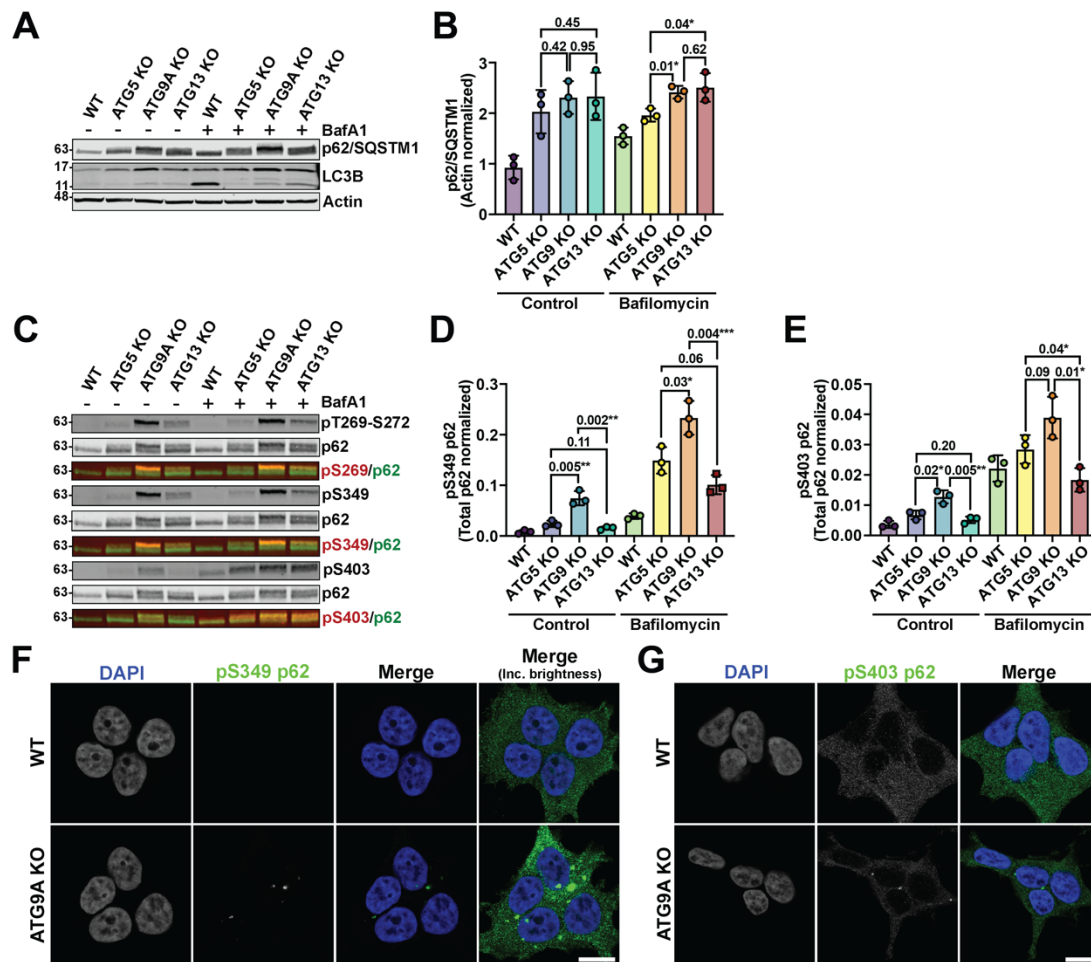 A
WT
ATG5 KO
ATG9A KO
ATG13 KO
WT
ATG5 KO
ATG9A KO
ATG13 KO
- - - - + + + + BafA1
63 p62/SQSTM1
17
11 LC3B
48 Actin
B
p62/SQSTM1
(Actin normalized)
3
2
1
0
0.45
0.42 0.95
0.04*
0.01* 0.62
WT
ATG5 KO
ATG9 KO
ATG13 KO
WT
ATG5 KO
ATG9 KO
ATG13 KO
Control Bafilomycin
C
WT
ATG5 KO
ATG9A KO
ATG13 KO
WT
ATG5 KO
ATG9A KO
ATG13 KO
- - - - + + + + BafA1
63 pT269-S272
63 p62
63 pS269/p62
63 pS349
63 p62
63 pS349/p62
63 pS403
63 p62
63 pS403/p62
D
pS349 p62
(Total p62 normalized)
0.3
0.2
0.1
0.0
0.002**
0.11
0.005**
0.004***
0.06
0.03*
WT
ATG5 KO
ATG9 KO
ATG13 KO
WT
ATG5 KO
ATG9 KO
ATG13 KO
Control Bafilomycin
E
pS403 p62
(Total p62 normalized)
0.05
0.04
0.03
0.02
0.01
0.00
0.20
0.02* 0.005**
0.04*
0.09 0.01*
WT
ATG5 KO
ATG9 KO
ATG13 KO
WT
ATG5 KO
ATG9 KO
ATG13 KO
Control Bafilomycin
F
DAPI pS349 p62 Merge Merge
(Inc. brightness)
WT
ATG9A KO
G
DAPI pS403 p62 Merge
WT
ATG9A KO